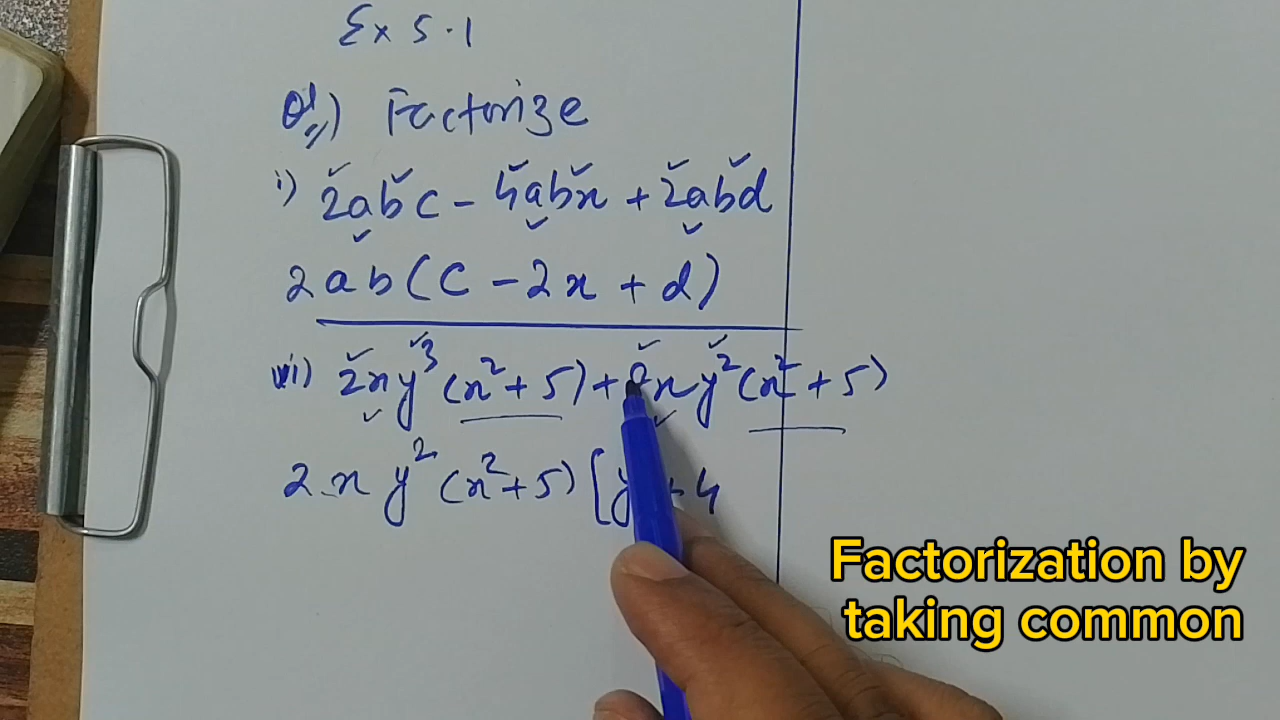 Ex 5.1
Q1) Factorize
i) 2abc - 4abx + 2abd
2ab(c - 2x + d)
vii) 2xy³(x²+5) + 8xy²(x²+5)
2xy²(x²+5)[y + 4
Factorization by
taking common